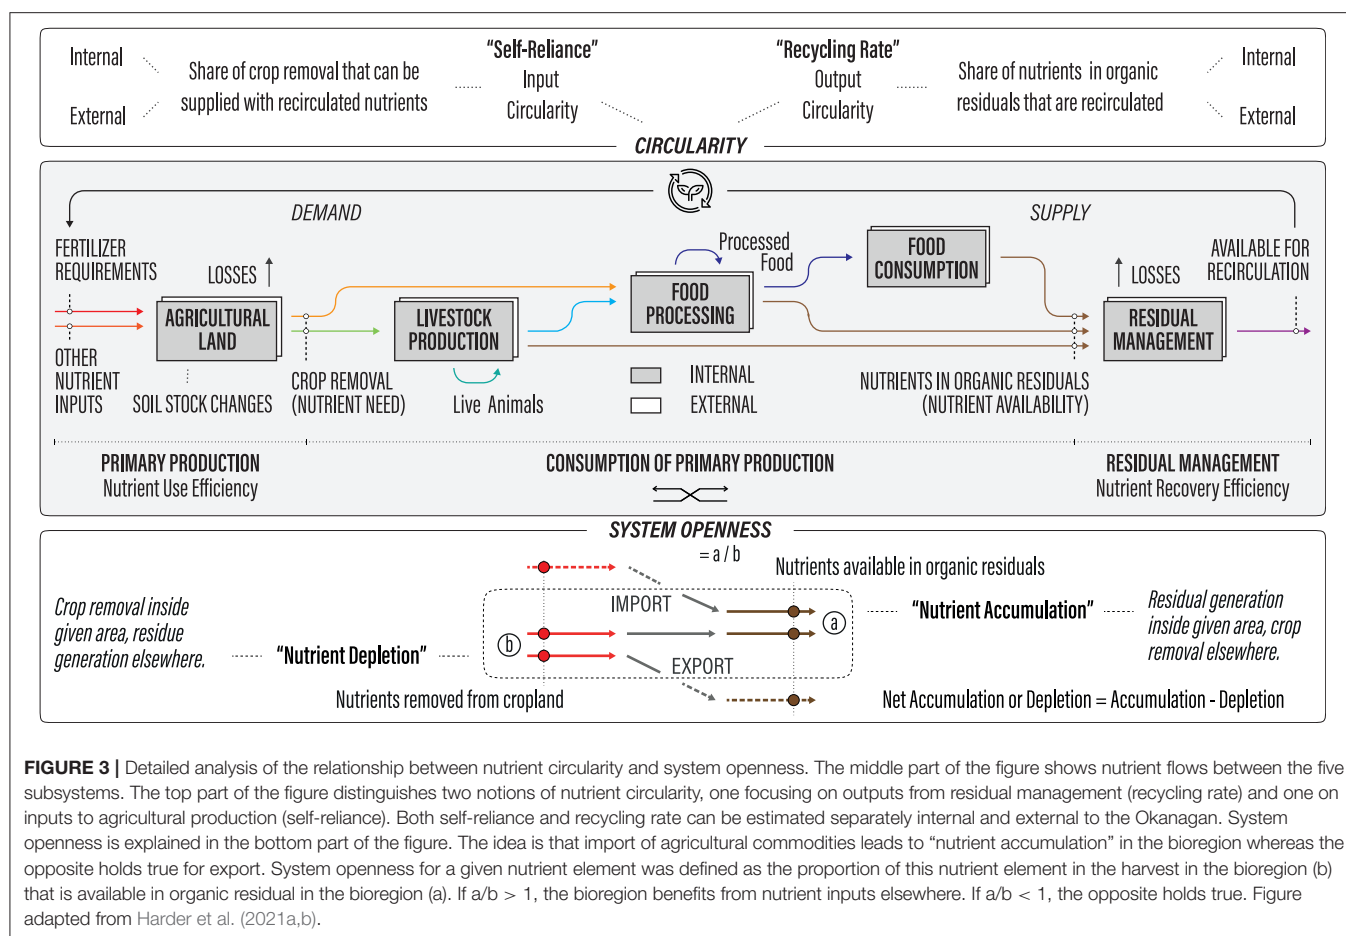 Internal
External
Share of crop removal that can be
supplied with recirculated nutrients
“Self-Reliance”
Input
Circularity
“Recycling Rate”
Output
Circularity
Share of nutrients in organic
residuals that are recirculated
Internal
External
CIRCULARITY
DEMAND
SUPPLY
FERTILIZER
REQUIREMENTS
LOSSES
AGRICULTURAL
LAND
OTHER
NUTRIENT
INPUTS
SOIL STOCK CHANGES
CROP REMOVAL
(NUTRIENT NEED)
LIVESTOCK
PRODUCTION
Live Animals
Processed
Food
FOOD
PROCESSING
INTERNAL
EXTERNAL
FOOD
CONSUMPTION
NUTRIENTS IN ORGANIC RESIDUALS
(NUTRIENT AVAILABILITY)
LOSSES
RESIDUAL
MANAGEMENT
AVAILABLE FOR
RECIRCULATION
PRIMARY PRODUCTION
Nutrient Use Efficiency
CONSUMPTION OF PRIMARY PRODUCTION
RESIDUAL MANAGEMENT
Nutrient Recovery Efficiency
SYSTEM OPENNESS
= a / b
Nutrients available in organic residuals
Crop removal inside
given area, residue
generation elsewhere.
“Nutrient Depletion”
IMPORT
b
a
EXPORT
Nutrients removed from cropland
“Nutrient Accumulation”
Residual generation
inside given area, crop
removal elsewhere.
Net Accumulation or Depletion = Accumulation - Depletion
FIGURE 3 | Detailed analysis of the relationship between nutrient circularity and system openness. The middle part of the figure shows nutrient flows between the five
subsystems. The top part of the figure distinguishes two notions of nutrient circularity, one focusing on outputs from residual management (recycling rate) and one on
inputs to agricultural production (self-reliance). Both self-reliance and recycling rate can be estimated separately internal and external to the Okanagan. System
openness is explained in the bottom part of the figure. The idea is that import of agricultural commodities leads to “nutrient accumulation” in the bioregion whereas the
opposite holds true for export. System openness for a given nutrient element was defined as the proportion of this nutrient element in the harvest in the bioregion (b)
that is available in organic residual in the bioregion (a). If a/b > 1, the bioregion benefits from nutrient inputs elsewhere. If a/b < 1, the opposite holds true. Figure
adapted from Harder et al. (2021a,b).